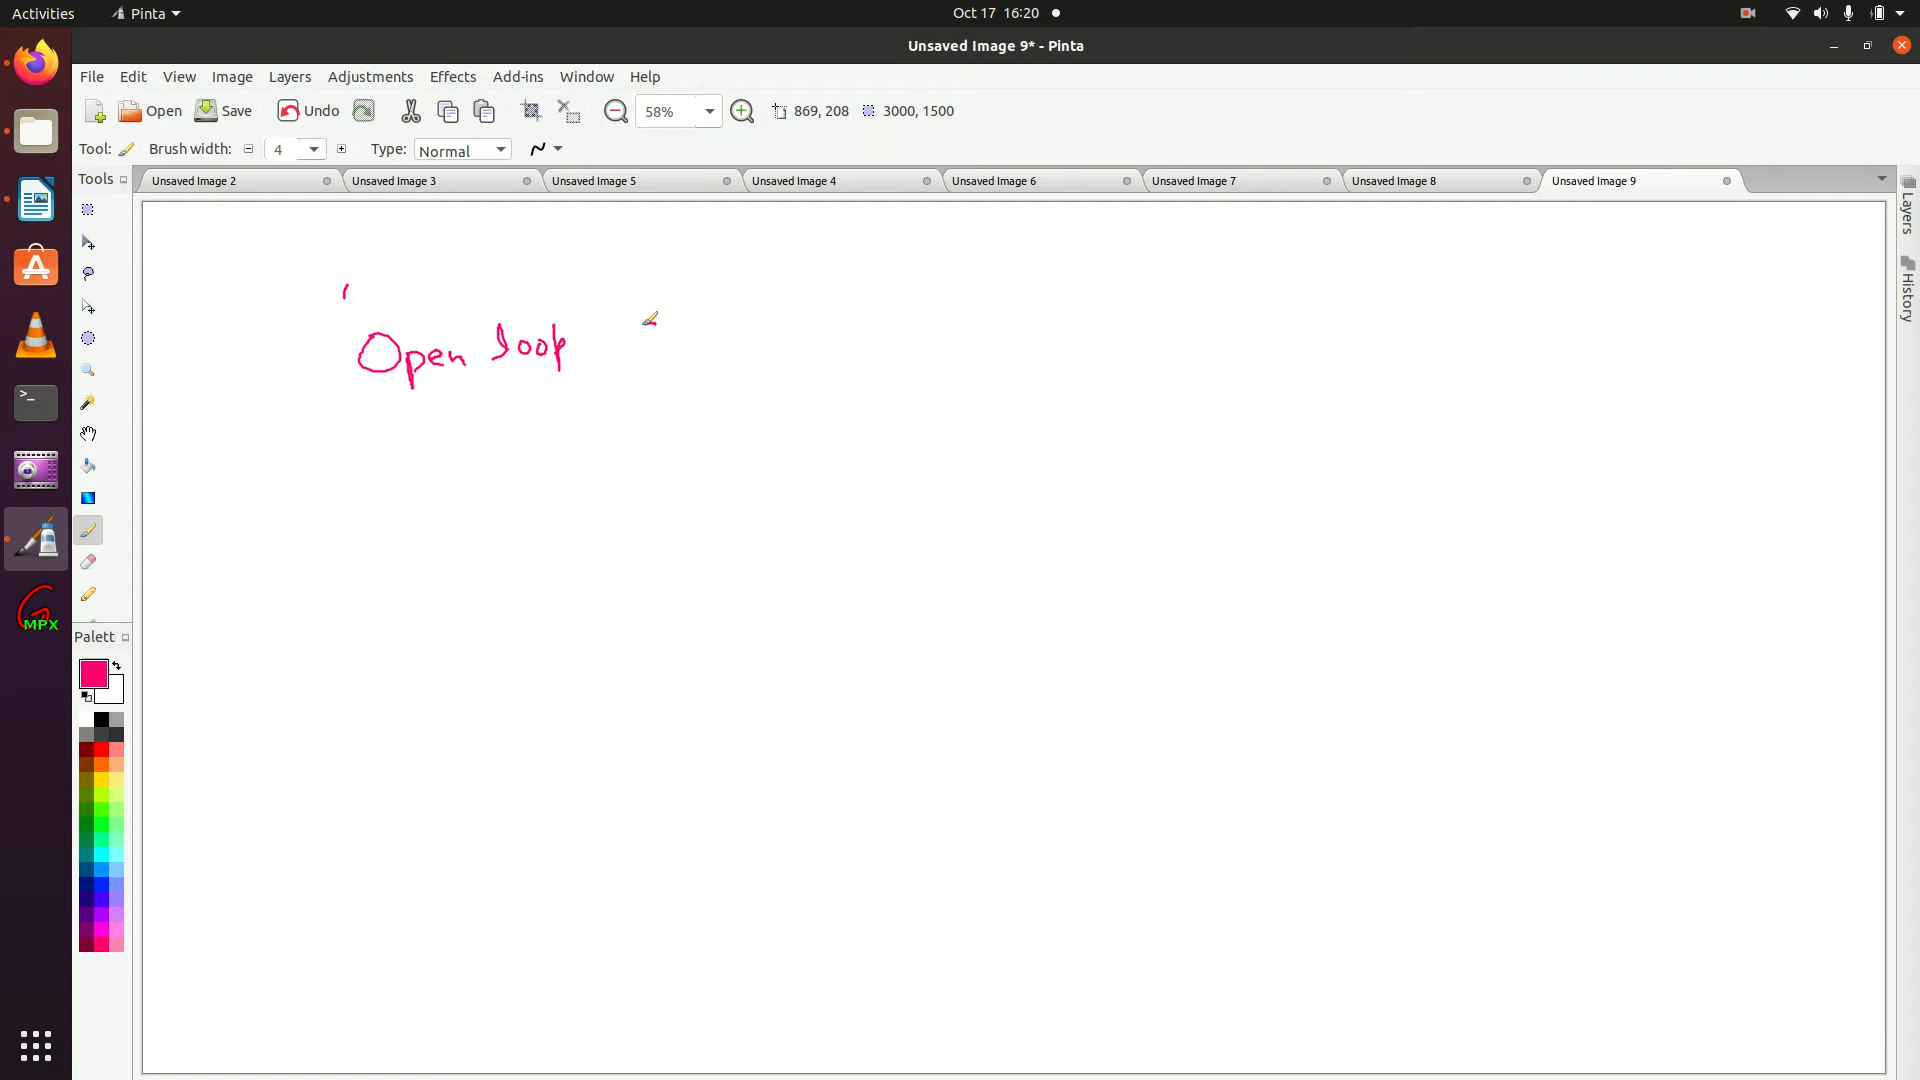 Activities Pinta Oct 17 16:20
Unsaved Image 9* - Pinta
File Edit View Image Layers Adjustments Effects Add-ins Window Help
Open Save Undo 58% 869, 208 3000, 1500
Tool: Brush width: 4 Type: Normal
Tools Unsaved Image 2 Unsaved Image 3 Unsaved Image 5 Unsaved Image 4 Unsaved Image 6 Unsaved Image 7 Unsaved Image 8 Unsaved Image 9
Layers
History
Open loop
>_
MPX
Palett